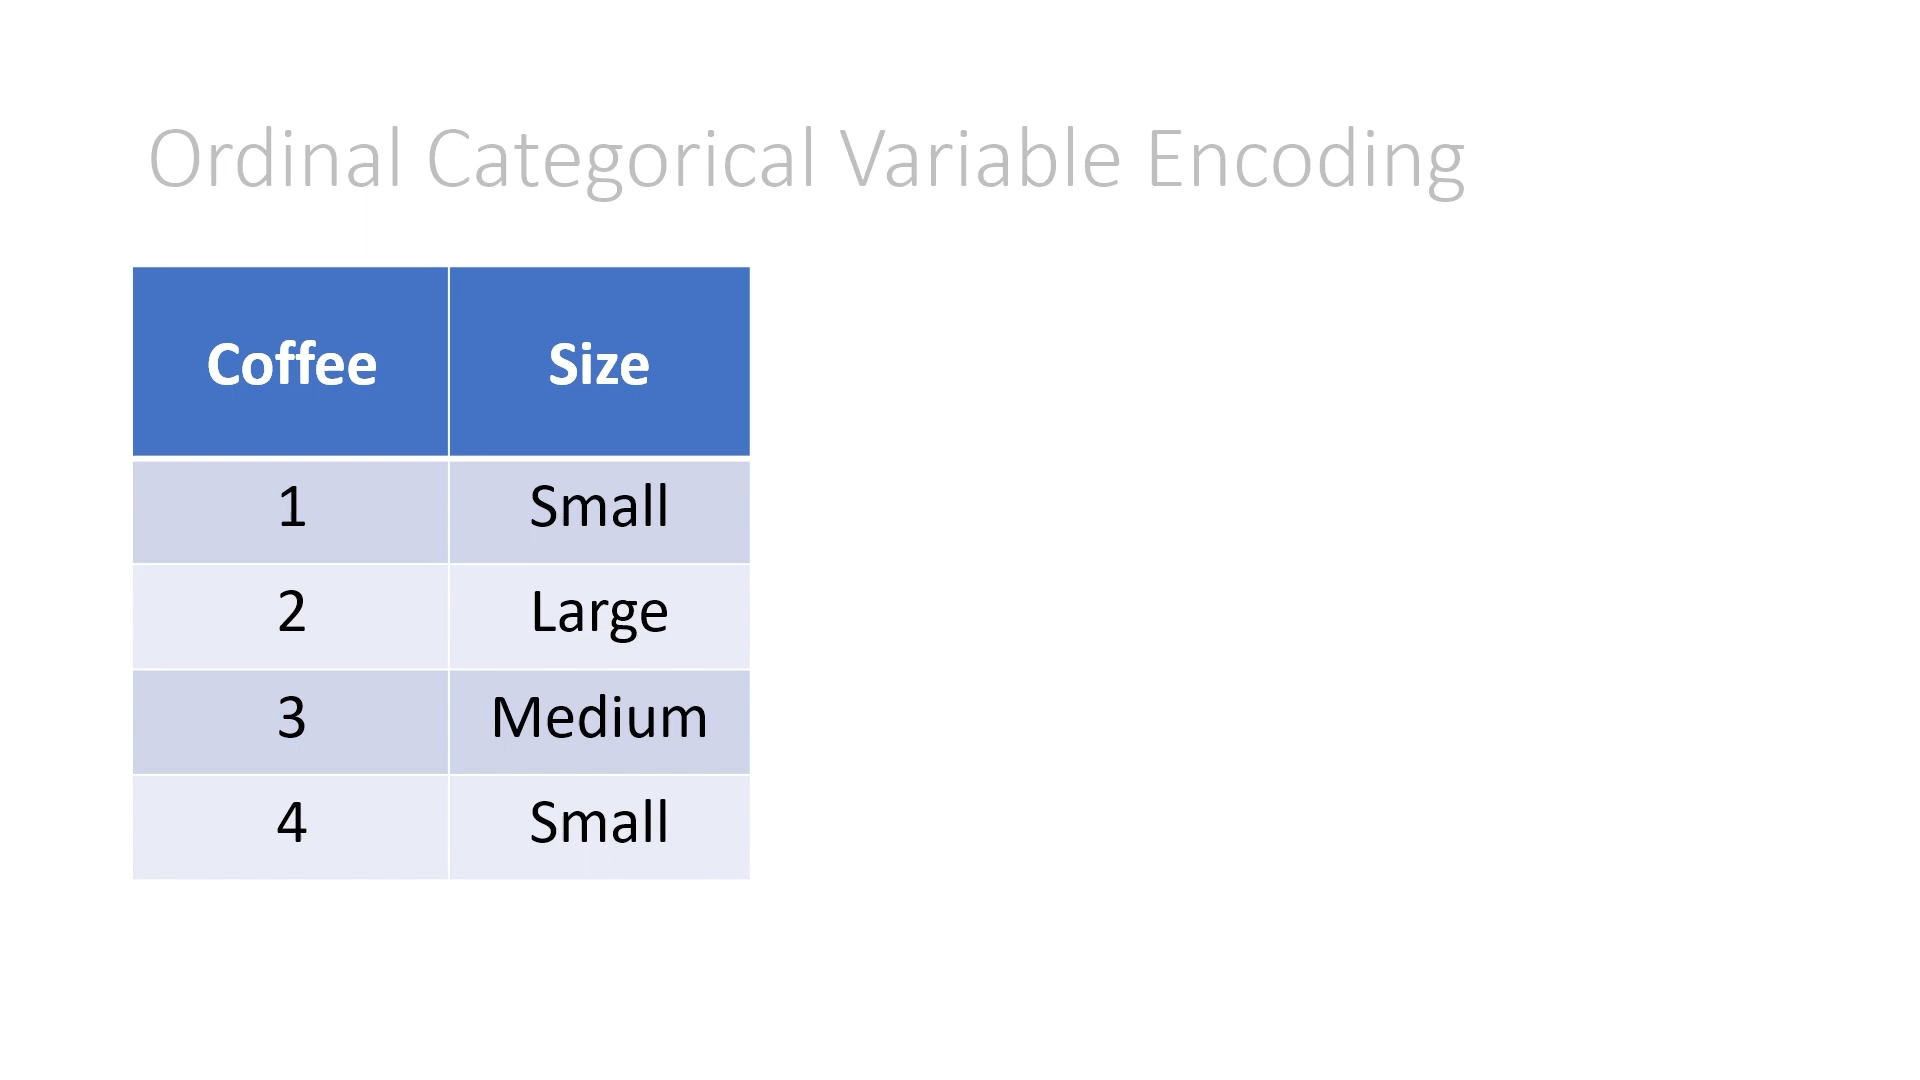 Ordinal Categorical Variable Encoding
Coffee Size
1 Small
2 Large
3 Medium
4 Small